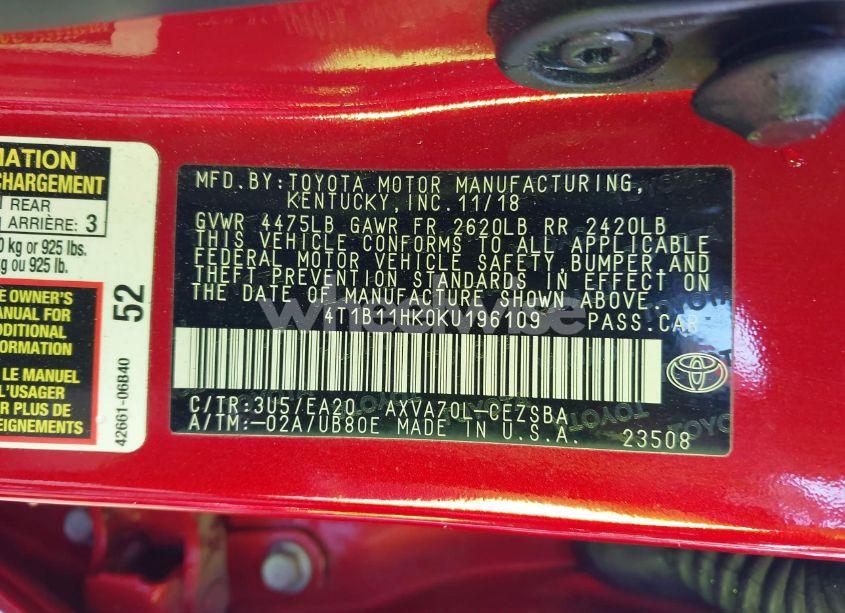 MATION
CHARGEMENT
REAR
ARRIÈRE: 3
kg or 925 lbs.
kg ou 925 lb.
E OWNER'S
ANUAL FOR
DDITIONAL
FORMATION
LE MANUEL
L'USAGER
R PLUS DE
EIGNEMENTS
52
42661-06B40
MFD.BY:TOYOTA MOTOR MANUFACTURING,
KENTUCKY, INC.11/18
GVWR 4475LB GAWR FR 2620LB RR 2420LB
THIS VEHICLE CONFORMS TO ALL APPLICABLE
FEDERAL MOTOR VEHICLE SAFETY,BUMPER,AND
THEFT PREVENTION STANDARDS IN EFFECT ON
THE DATE OF MANUFACTURE SHOWN ABOVE.
4T1B11HK0KU196109 PASS.CAR
C/TR:3U5/EA20 AXVA70L-CEZSBA
A/TM:-02A/UB80E MADE IN U.S.A. 23508
TOYOTA